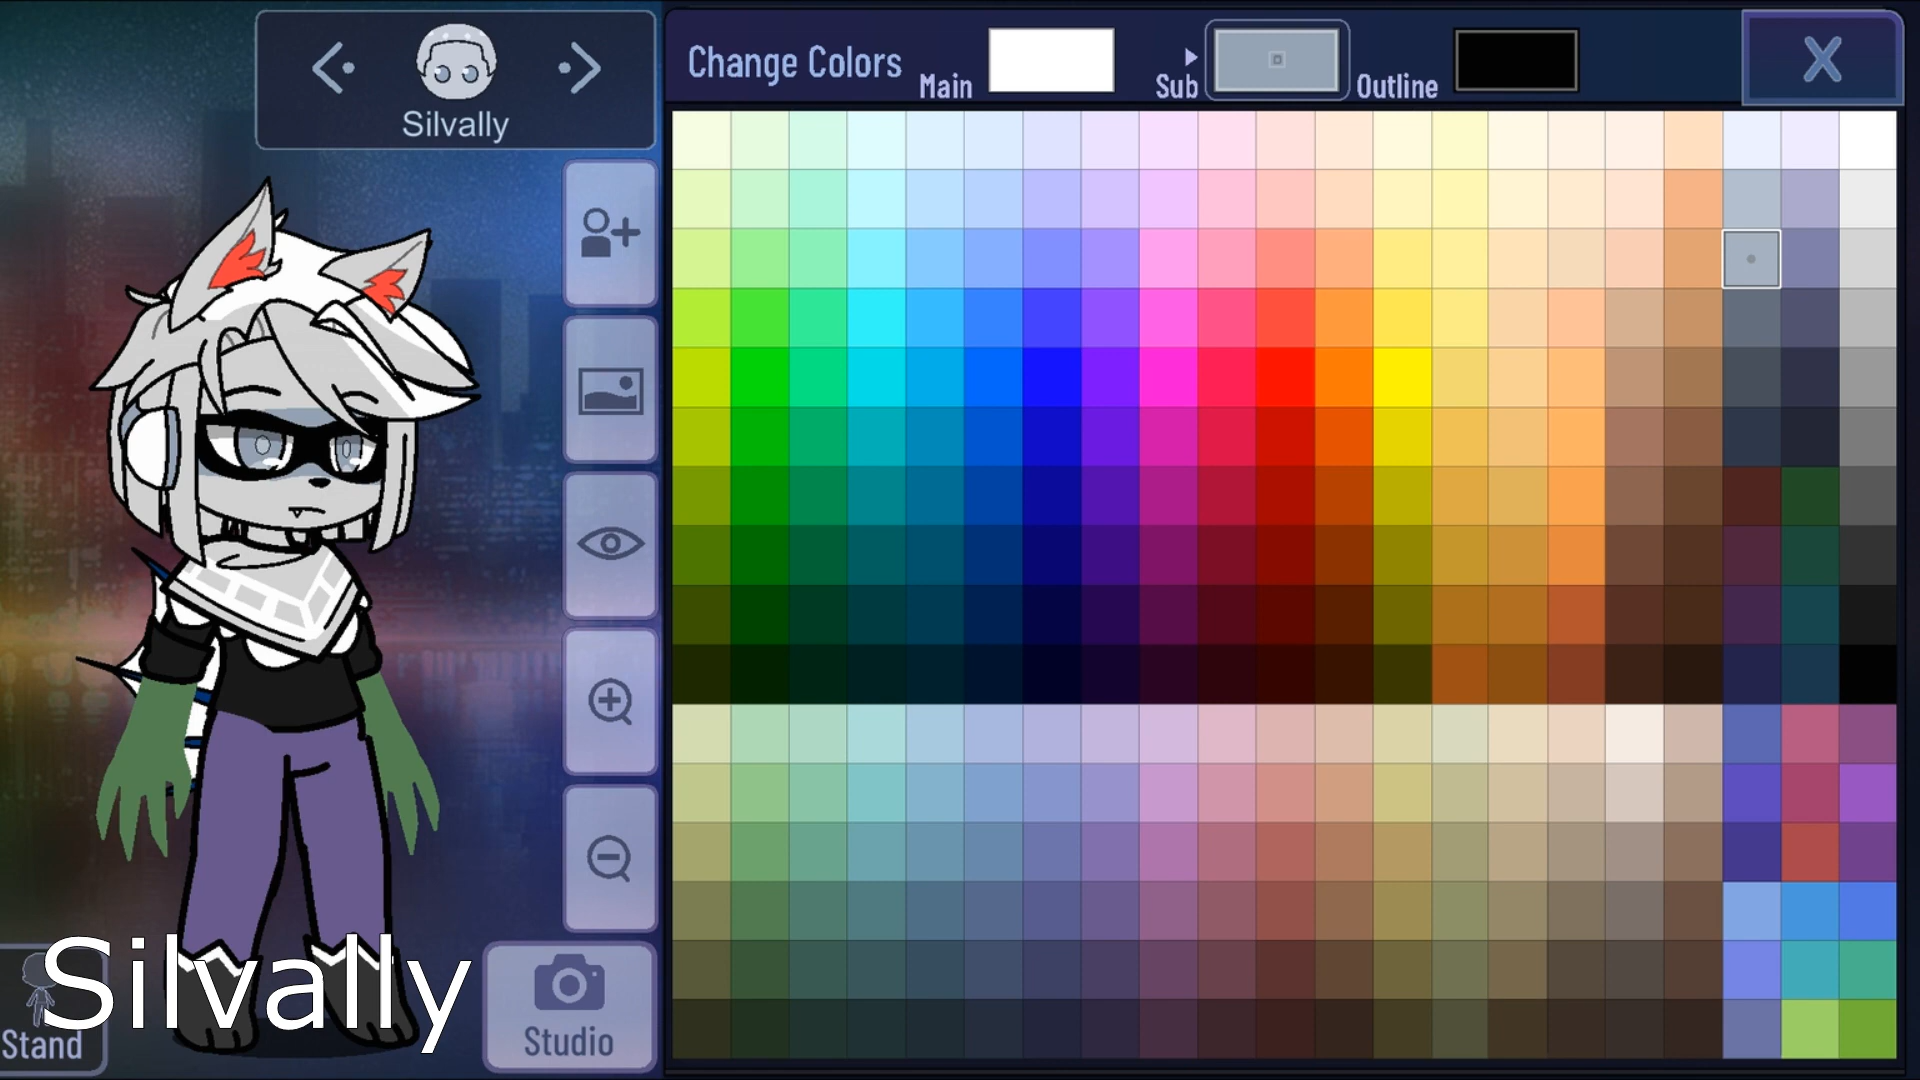 Silvally
Change Colors
Main
Sub
Outline
X
Silvally
Stand
Studio